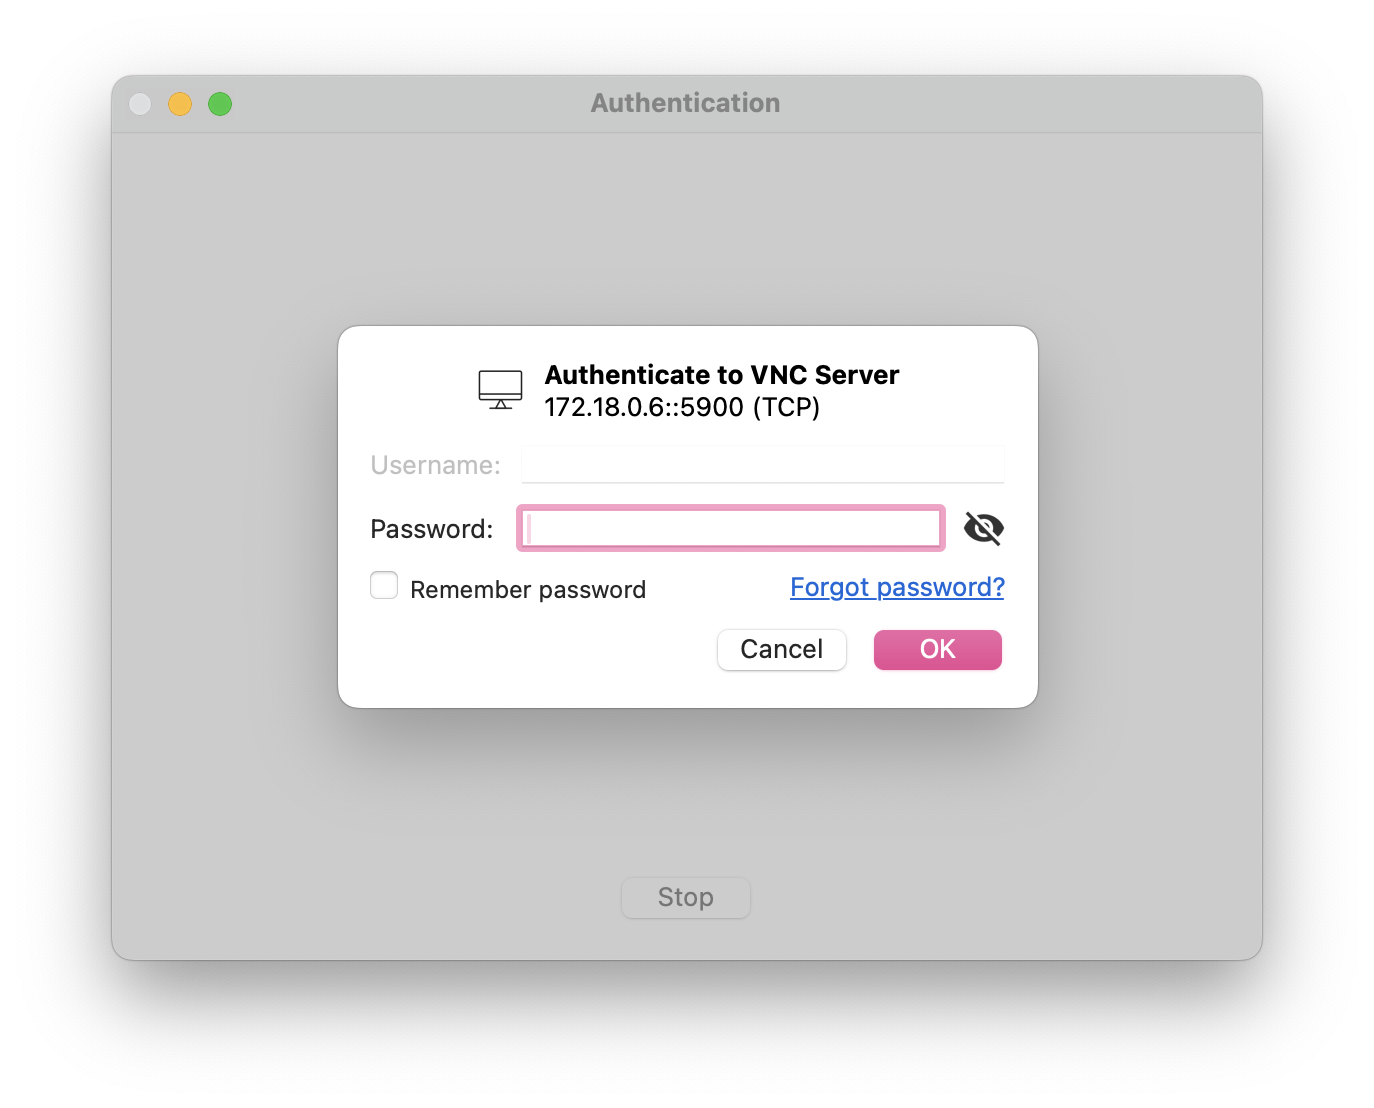 Authentication
Authenticate to VNC Server
172.18.0.6::5900 (TCP)
Username:
Password:
Remember password
Forgot password?
Cancel
OK
Stop